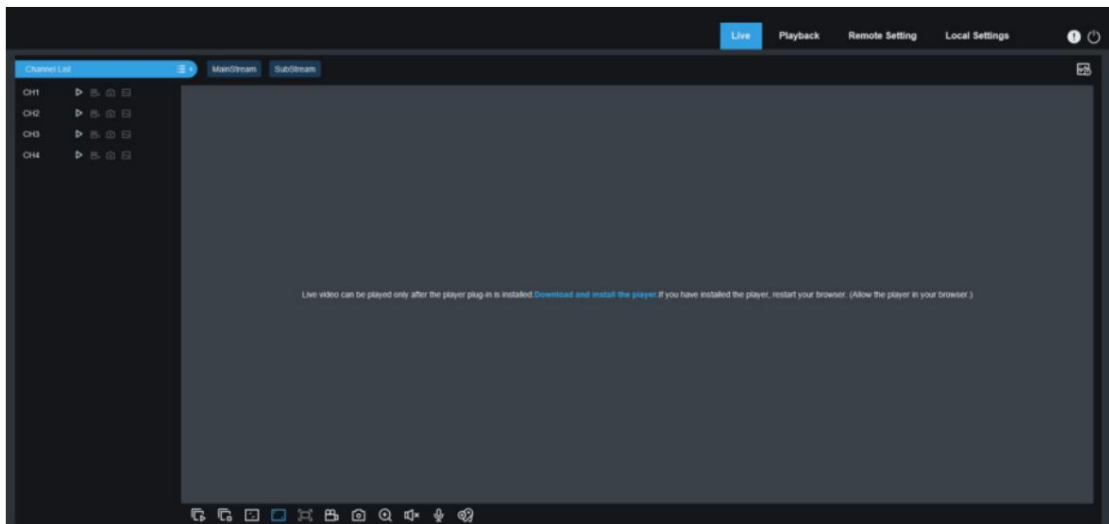 Live Playback Remote Setting Local Settings
Channel List MainStream SubStream
CH1
CH2
CH3
CH4
Live video can be played only after the player plug-in is installed.Download and install the player.If you have installed the player, restart your browser. (Allow the player in your browser.)